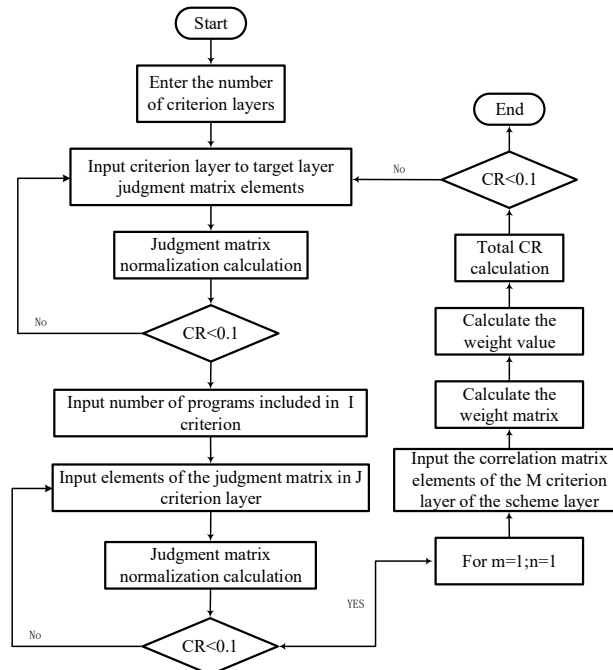 Start
Enter the number
of criterion layers
Input criterion layer to target layer
judgment matrix elements
Judgment matrix
normalization calculation
No
CR<0.1
Input number of programs included in I
criterion
Input elements of the judgment matrix in J
criterion layer
Judgment matrix
normalization calculation
No
CR<0.1
YES
For m=1;n=1
Input the correlation matrix
elements of the M criterion
layer of the scheme layer
Calculate the
weight matrix
Calculate the
weight value
Total CR
calculation
CR<0.1
No
End